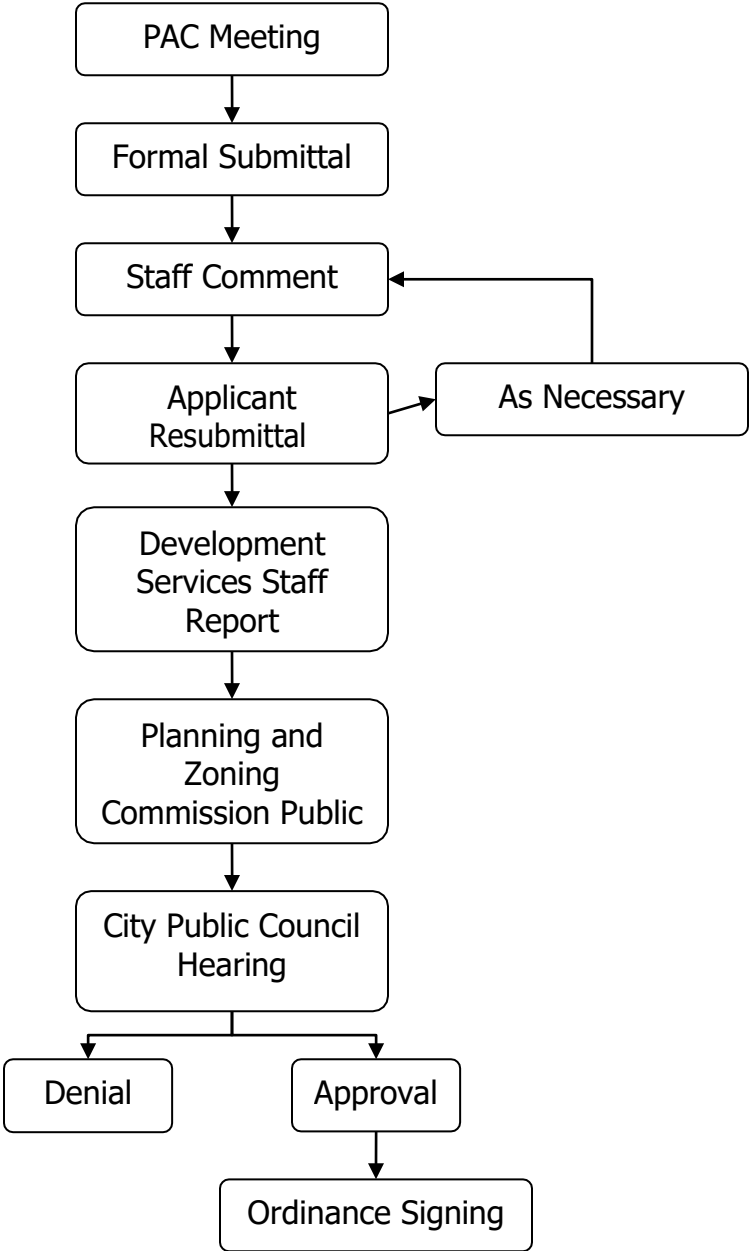 PAC Meeting
Formal Submittal
Staff Comment
Applicant
Resubmittal
As Necessary
Development
Services Staff
Report
Planning and
Zoning
Commission Public
City Public Council
Hearing
Denial
Approval
Ordinance Signing